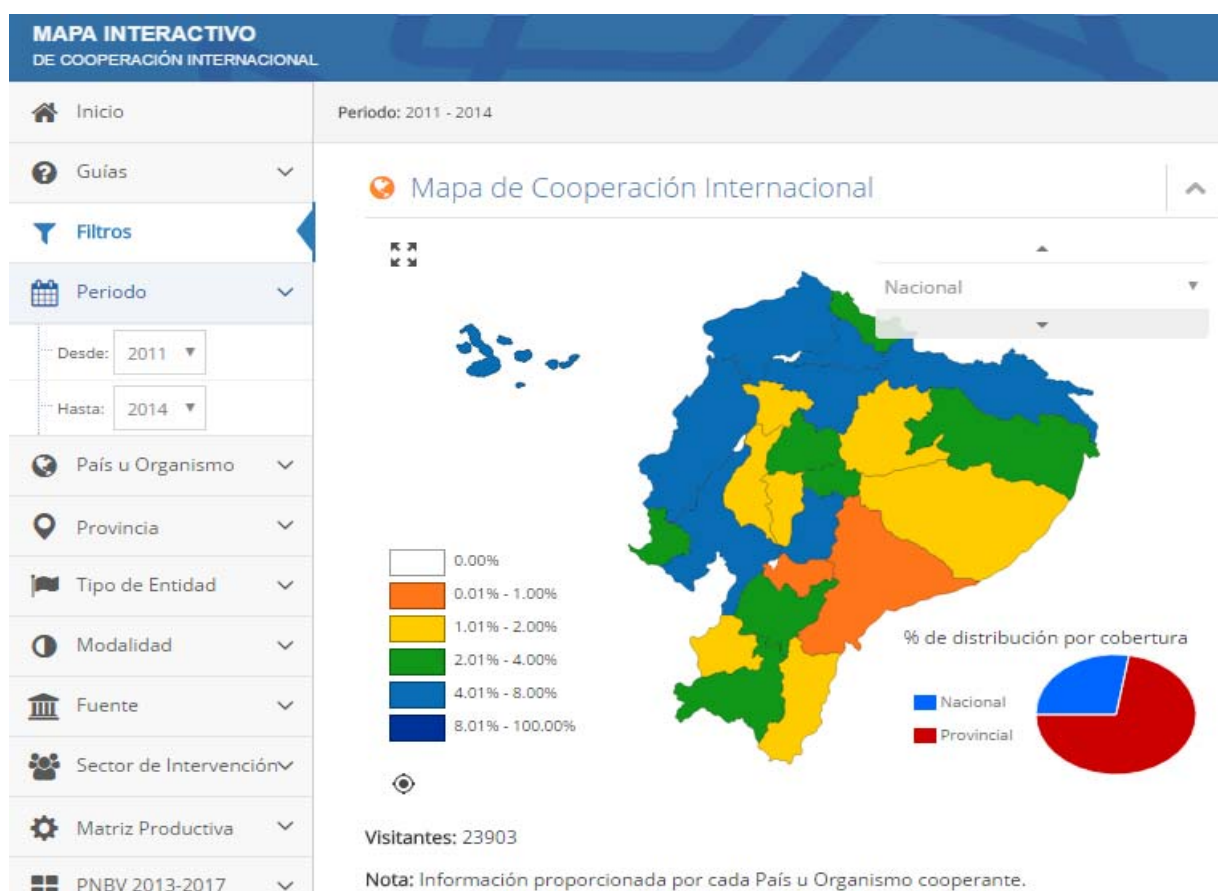 MAPA INTERACTIVO
DE COOPERACIÓN INTERNACIONAL
Inicio
Guías
Filtros
Periodo
Desde: 2011
Hasta: 2014
País u Organismo
Provincia
Tipo de Entidad
Modalidad
Fuente
Sector de Intervención
Matriz Productiva
PNBV 2013-2017
Periodo: 2011 - 2014
Mapa de Cooperación Internacional
Nacional
0.00%
0.01% - 1.00%
1.01% - 2.00%
2.01% - 4.00%
4.01% - 8.00%
8.01% - 100.00%
% de distribución por cobertura
Nacional
Provincial
Visitantes: 23903
Nota: Información proporcionada por cada País u Organismo cooperante.